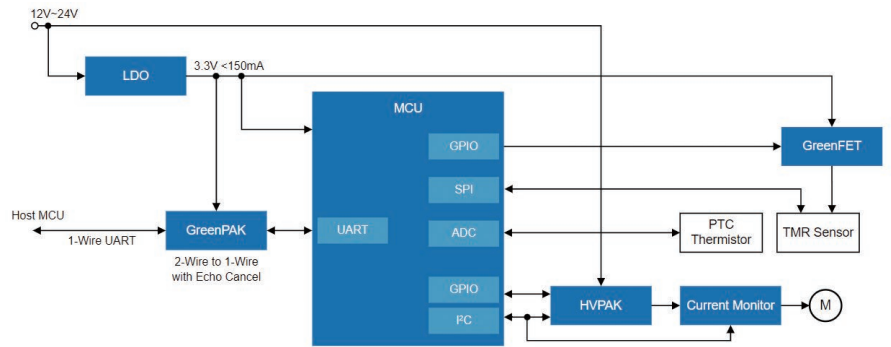 12V~24V
LDO
3.3V <150mA
MCU
GPIO
GreenFET
SPI
Host MCU
1-Wire UART
GreenPAK
UART
ADC
PTC
Thermistor
TMR Sensor
2-Wire to 1-Wire
with Echo Cancel
GPIO
HVPAK
Current Monitor
M
I²C